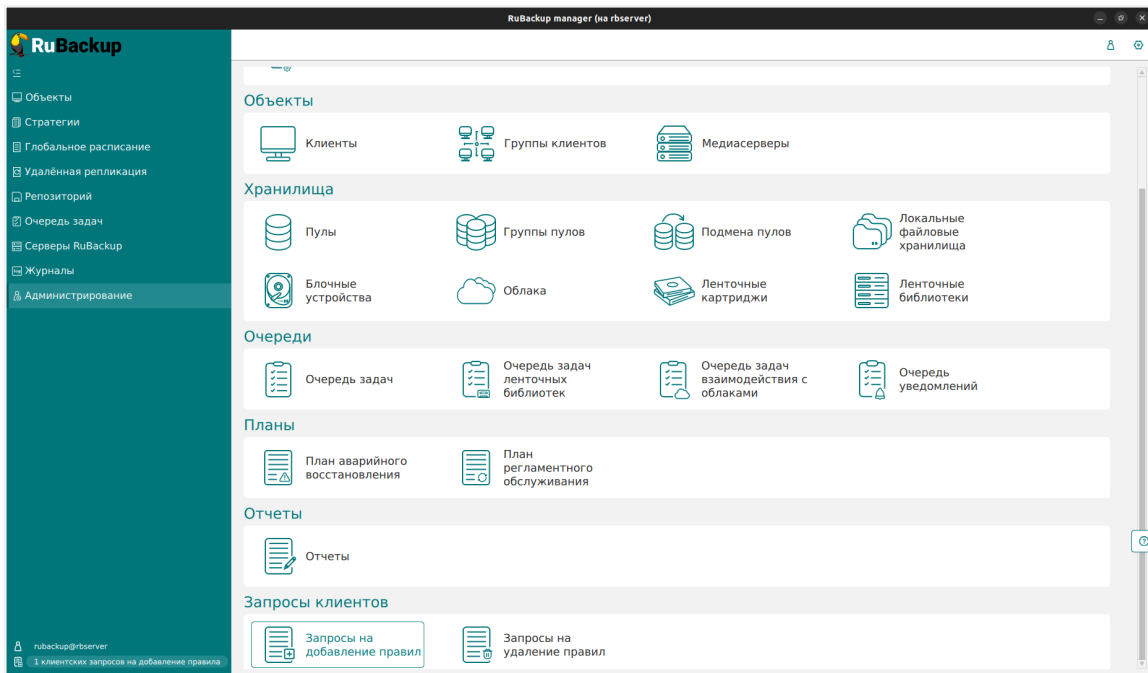 RuBackup manager (на rbserver)
RuBackup
Объекты
Стратегии
Глобальное расписание
Удалённая репликация
Репозиторий
Очередь задач
Серверы RuBackup
Журналы
Администрирование
rubackup@rbserver
1 клиентских запросов на добавление правила
Объекты
Клиенты
Группы клиентов
Медиасерверы
Хранилища
Пулы
Группы пулов
Подмена пулов
Локальные
файловые
хранилища
Блочные
устройства
Облака
Ленточные
картриджи
Ленточные
библиотеки
Очереди
Очередь задач
Очередь задач
ленточных
библиотек
Очередь задач
взаимодействия с
облаками
Очередь
уведомлений
Планы
План аварийного
восстановления
План
регламентного
обслуживания
Отчеты
Отчеты
Запросы клиентов
Запросы на
добавление правил
Запросы на
удаление правил